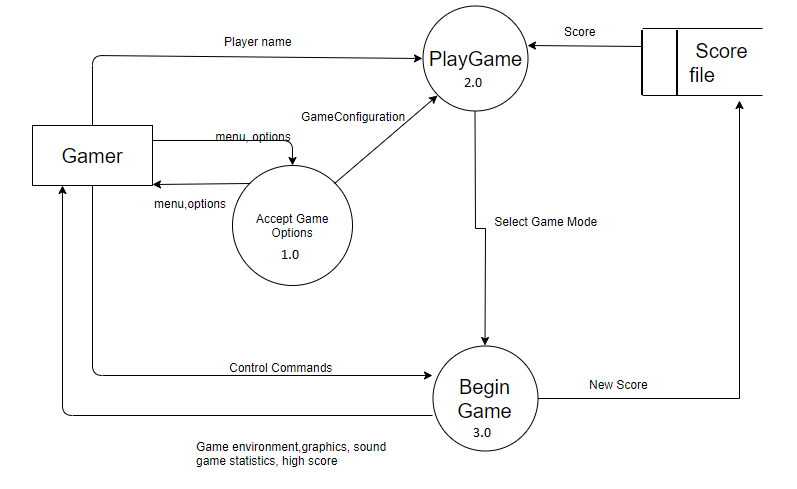 Player name
Score
PlayGame
2.0
Score
file
GameConfiguration
menu, options
Gamer
menu,options
Accept Game
Options
1.0
Select Game Mode
Control Commands
New Score
Begin
Game
3.0
Game environment,graphics, sound
game statistics, high score